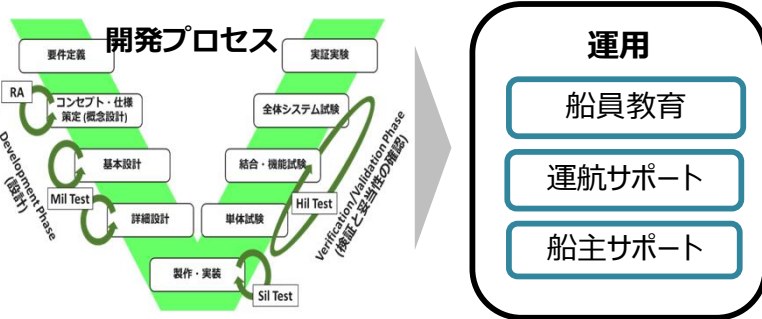 開発プロセス
要件定義
RA
コンセプト・仕様
策定 (概念設計)
基本設計
Mil Test
詳細設計
Development Phase
(設計)
製作・実装
Sil Test
単体試験
Hil Test
結合・機能試験
全体システム試験
実証実験
Verification/Validation Phase
(検証と妥当性の確認)
運用
船員教育
運航サポート
船主サポート